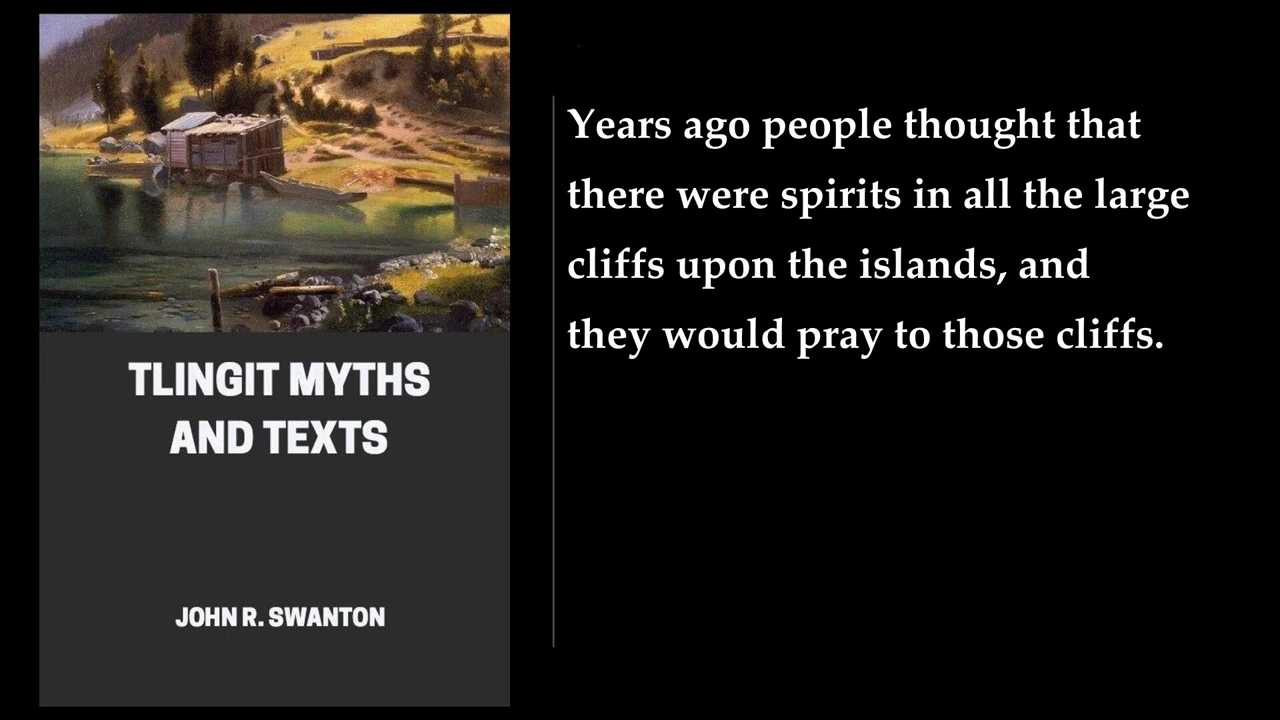 TLINGIT MYTHS
AND TEXTS
JOHN R. SWANTON
Years ago people thought that
there were spirits in all the large
cliffs upon the islands, and
they would pray to those cliffs.